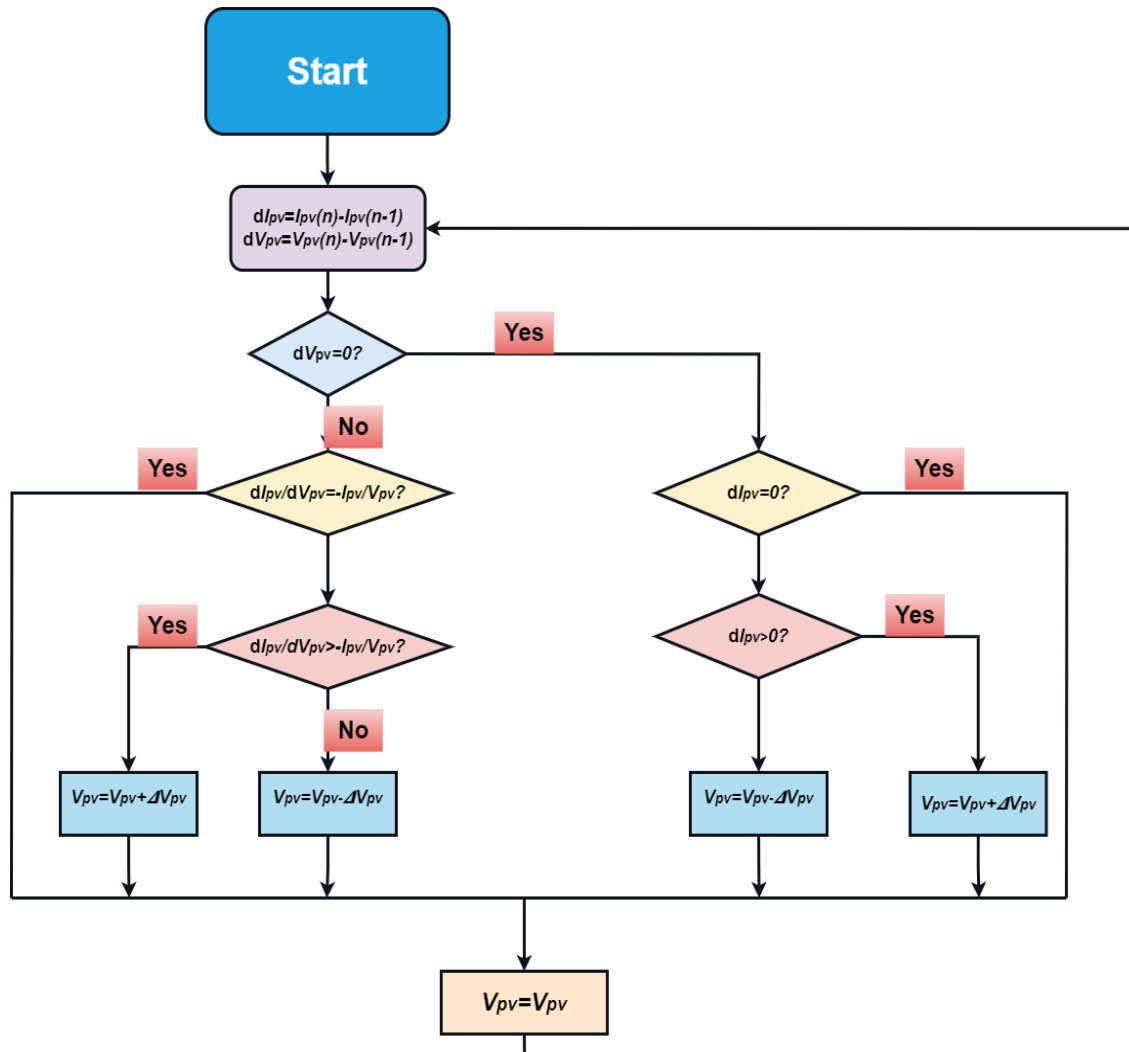 Start
dIpv=Ipv(n)-Ipv(n-1)
dVpv=Vpv(n)-Vpv(n-1)
Yes
dVpv=0?
No
Yes
Yes
dIpv/dVpv=-Ipv/Vpv?
dIpv=0?
Yes
Yes
dIpv/dVpv>-Ipv/Vpv?
dIpv>0?
No
Vpv=Vpv+ΔVpv
Vpv=Vpv-ΔVpv
Vpv=Vpv-ΔVpv
Vpv=Vpv+ΔVpv
Vpv=Vpv